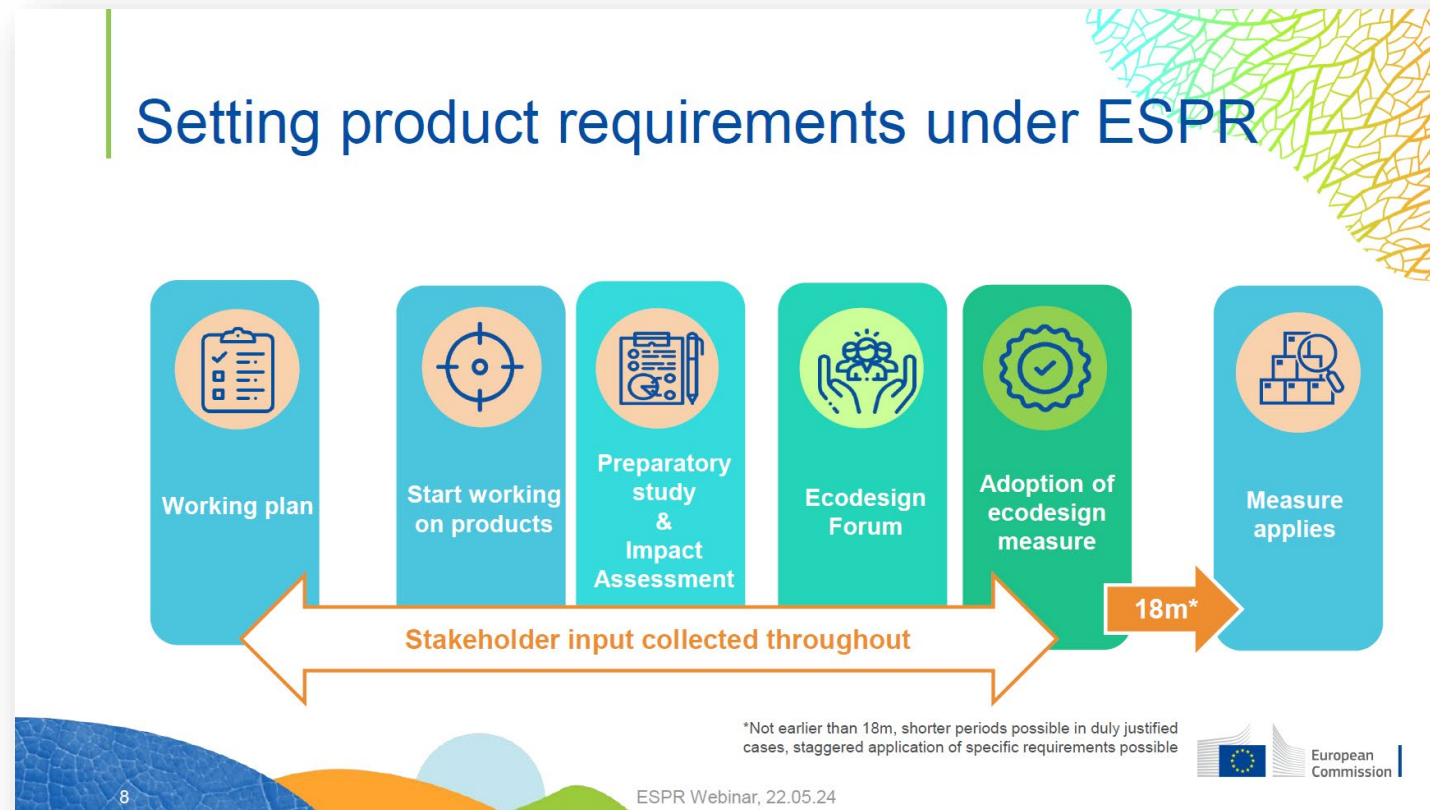 Setting product requirements under ESPR
Working plan
Start working
on products
Preparatory
study
&
Impact
Assessment
Ecodesign
Forum
Adoption of
ecodesign
measure
Measure
applies
18m*
Stakeholder input collected throughout
*Not earlier than 18m, shorter periods possible in duly justified
cases, staggered application of specific requirements possible
European
Commission
8
ESPR Webinar, 22.05.24